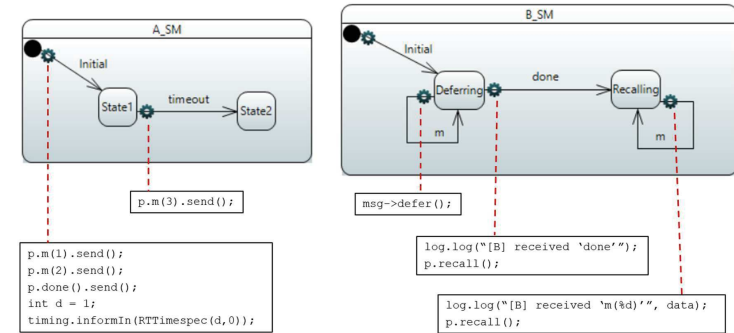 A_SM
Initial
State1
timeout
State2
p.m(3).send();
p.m(1).send();
p.m(2).send();
p.done().send();
int d = 1;
timing.informIn(RTTimespec(d,0));
B_SM
Initial
Deferring
done
Recalling
m
m
msg->defer();
log.log(“[B] received ‘done’”);
p.recall();
log.log(“[B] received ‘m(%d)’”, data);
p.recall();